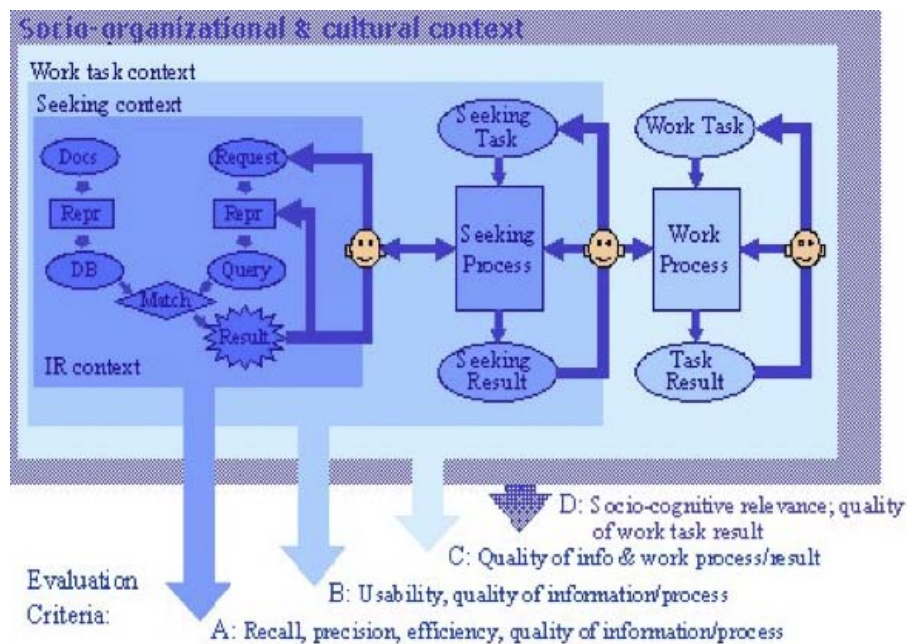 Socio-organizational & cultural context
Work task context
Seeking context
Docs
Repr
DB
Request
Repr
Query
Match
Result
IR context
Seeking
Task
Seeking
Process
Seeking
Result
Work Task
Work
Process
Task
Result
D: Socio-cognitive relevance; quality
of work task result
C: Quality of info & work process/result
B: Usability, quality of information/process
Evaluation
Criteria:
A: Recall, precision, efficiency, quality of information/process